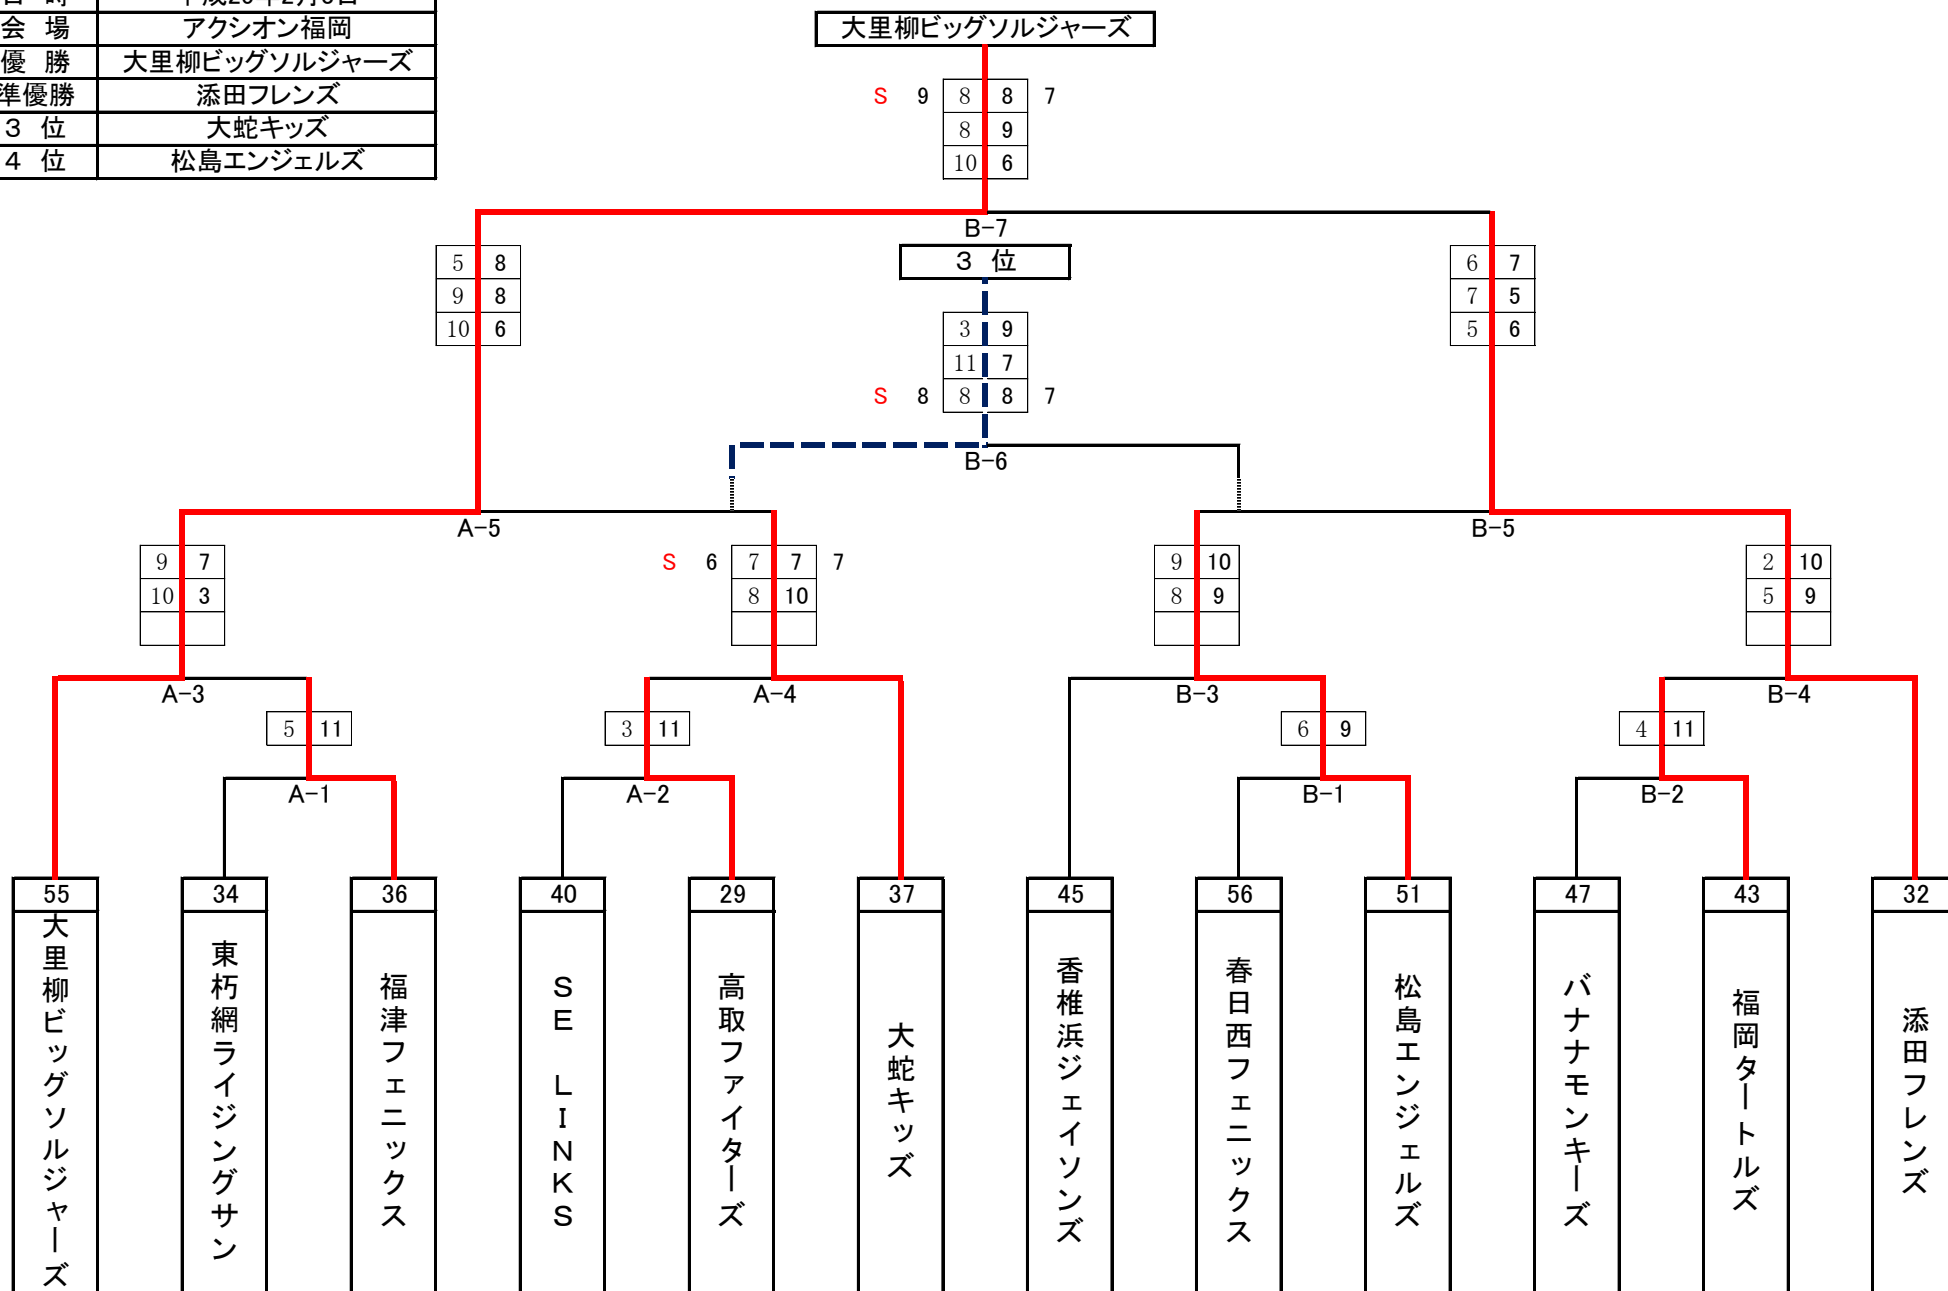 会 場 アクシオン福岡
優 勝 大里柳ビッグソルジャーズ
準優勝 添田フレンズ
3 位 大蛇キッズ
4 位 松島エンジェルズ
大里柳ビッグソルジャーズ
S 9 8 8 7
8 9
10 6
B-7
5 8
9 8
10 6
3 位
6 7
7 5
5 6
3 9
11 7
S 8 8 8 7
B-6
A-5
B-5
9 7
10 3
S 6 7 7 7
8 10
9 10
8 9
2 10
5 9
A-3
A-4
B-3
B-4
5 11
3 11
6 9
4 11
A-1
A-2
B-1
B-2
55
34
36
40
29
37
45
56
51
47
43
32
大里柳ビッグソルジャーズ
東朽網ライジングサン
福津フェニックス
SE LINKS
高取ファイターズ
大蛇キッズ
香椎浜ジェイソンズ
春日西フェニックス
松島エンジェルズ
バナナモンキーズ
福岡タートルズ
添田フレンズ